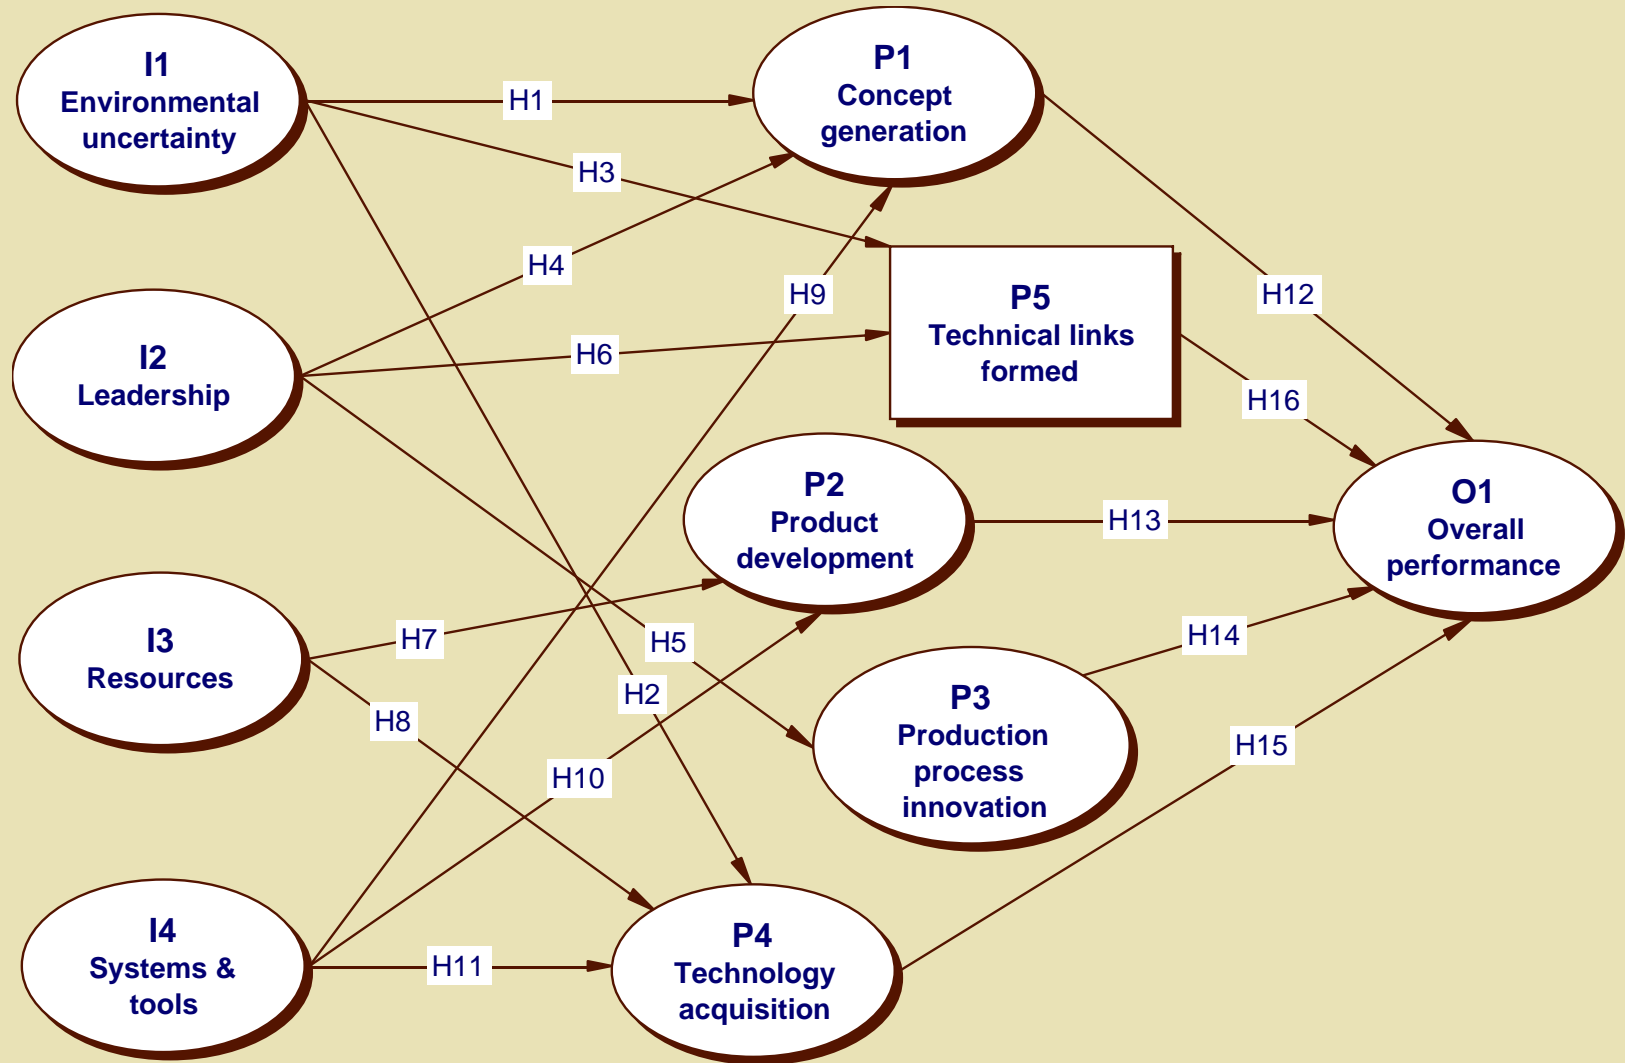 I1
Environmental
uncertainty
P1
Concept
generation
H1
H3
H4
H9
H12
I2
Leadership
H6
P5
Technical links
formed
H16
P2
Product
development
H13
O1
Overall
performance
I3
Resources
H7
H5
H14
H8
H2
P3
Production
process
innovation
H10
H15
I4
Systems &
tools
H11
P4
Technology
acquisition